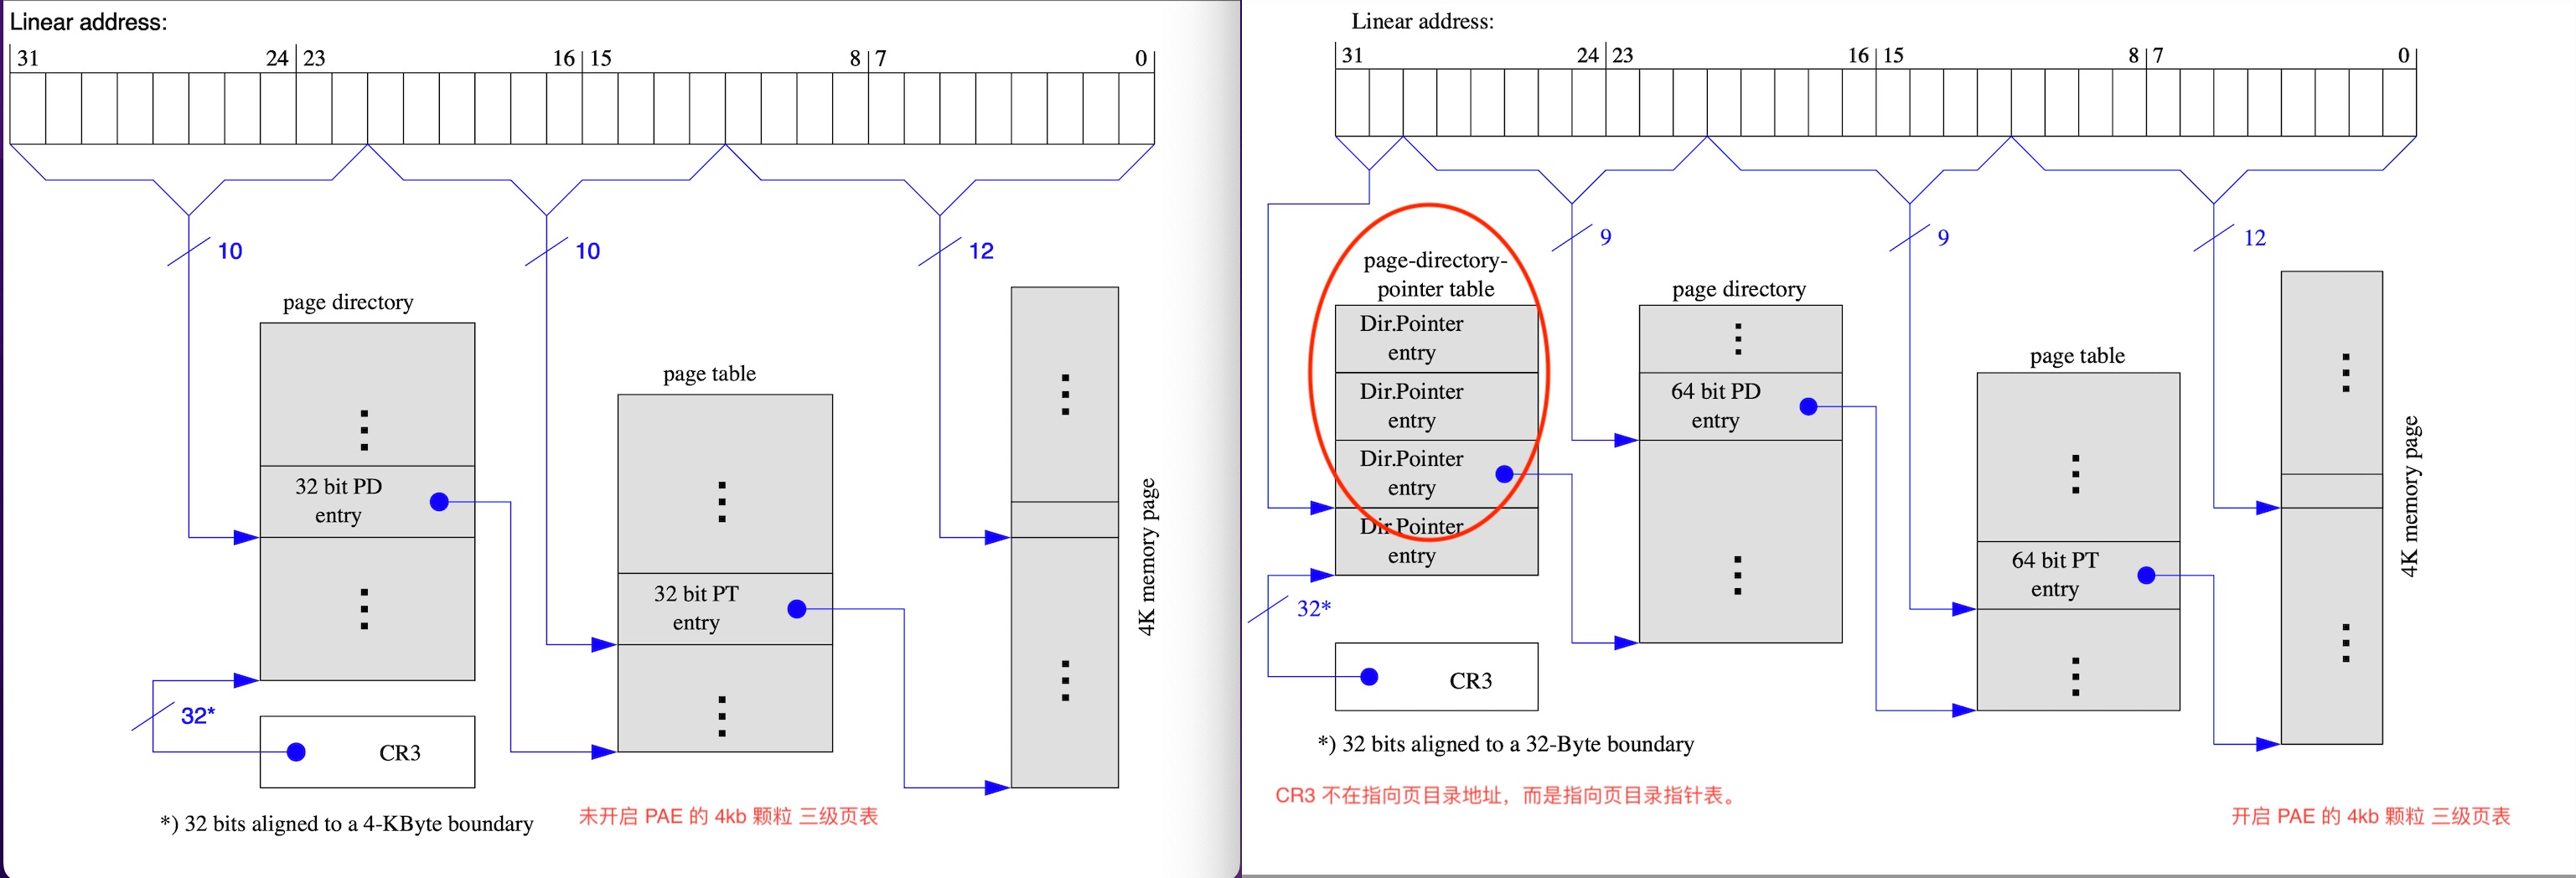 Linear address:
31 24 23 16 15 8 7 0
10 10 12
page directory
32 bit PD
entry
page table
32 bit PT
entry
4K memory page
32*
CR3
*) 32 bits aligned to a 4-KByte boundary
未开启 PAE 的 4kb 颗粒 三级页表
Linear address:
31 24 23 16 15 8 7 0
9 9 12
page-directory-
pointer table
Dir.Pointer
entry
Dir.Pointer
entry
Dir.Pointer
entry
Dir.Pointer
entry
page directory
64 bit PD
entry
page table
64 bit PT
entry
4K memory page
32*
CR3
*) 32 bits aligned to a 32-Byte boundary
CR3 不在指向页目录地址，而是指向页目录指针表。
开启 PAE 的 4kb 颗粒 三级页表